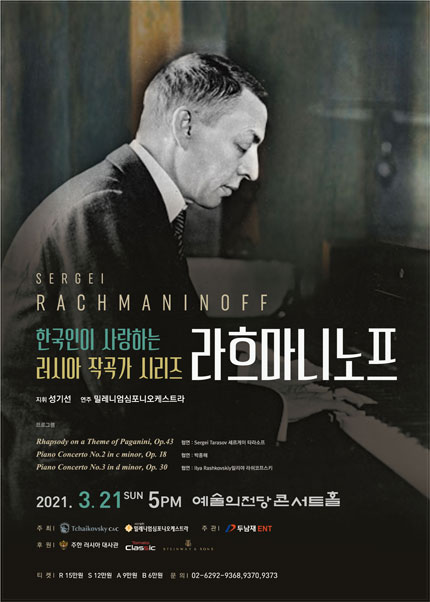 SERGEI
RACHMANINOFF
한국인이 사랑하는
러시아 작곡가 시리즈 라흐마니노프
지휘 성기선 연주 밀레니엄심포니오케스트라
프로그램
Rhapsody on a Theme of Paganini, Op.43 협연 : Sergei Tarasov 세르게이 타라소프
Piano Concerto No.2 in c minor, Op. 18 협연 : 박종해
Piano Concerto No.3 in d minor, Op. 30 협연 : Ilya Rashkovskiy 일리야 라쉬코프스키
2021. 3. 21 SUN 5PM 예술의전당 콘서트홀
주 최 Tchaikovsky C&C 밀레니엄심포니오케스트라 주 관 두남재 ENT
후 원 주한 러시아 대사관 Classic STEINWAY & SONS
티 켓 R 15만원 S 12만원 A 9만원 B 6만원 문 의 02-6292-9368,9370,9373